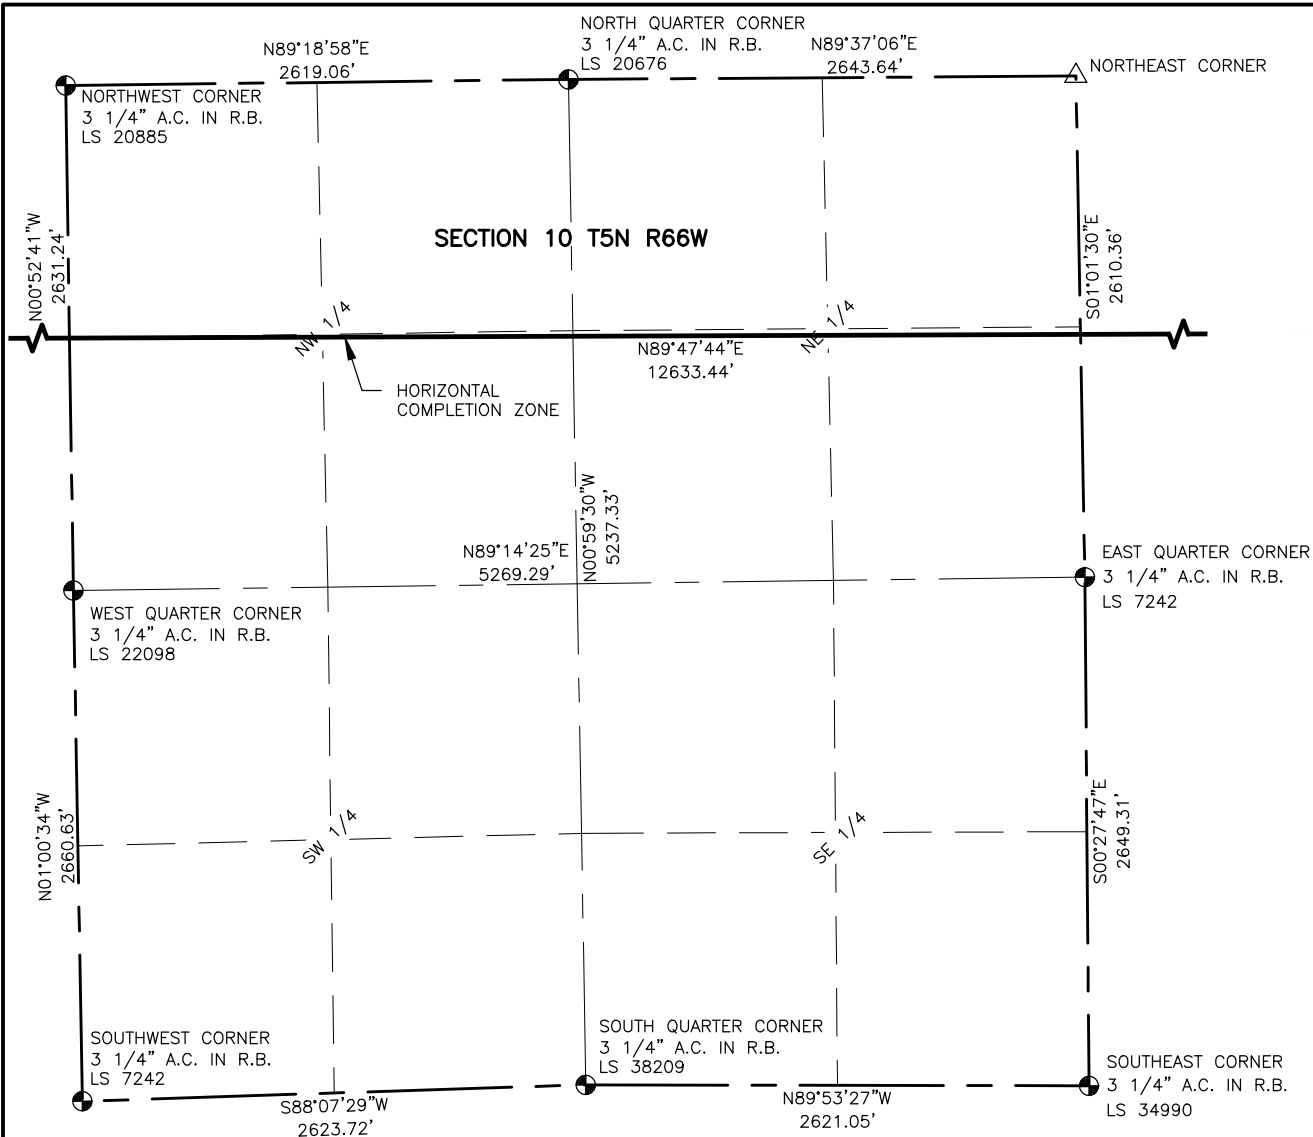 N89°18'58"E
2619.06'
NORTH QUARTER CORNER
3 1/4" A.C. IN R.B.
LS 20676
N89°37'06"E
2643.64'
NORTHEAST CORNER
NORTHWEST CORNER
3 1/4" A.C. IN R.B.
LS 20885
N00°52'41"W
2631.24'
SECTION 10 T5N R66W
S01°01'30"E
2610.36'
NW 1/4
NE 1/4
N89°47'44"E
12633.44'
HORIZONTAL
COMPLETION ZONE
N89°14'25"E
5269.29'
N00°59'30"W
5237.33'
EAST QUARTER CORNER
3 1/4" A.C. IN R.B.
LS 7242
WEST QUARTER CORNER
3 1/4" A.C. IN R.B.
LS 22098
N01°00'34"W
2660.63'
SW 1/4
SE 1/4
S00°27'47"E
2649.31'
SOUTHWEST CORNER
3 1/4" A.C. IN R.B.
LS 7242
SOUTH QUARTER CORNER
3 1/4" A.C. IN R.B.
LS 38209
SOUTHEAST CORNER
3 1/4" A.C. IN R.B.
LS 34990
S88°07'29"W
2623.72'
N89°53'27"W
2621.05'